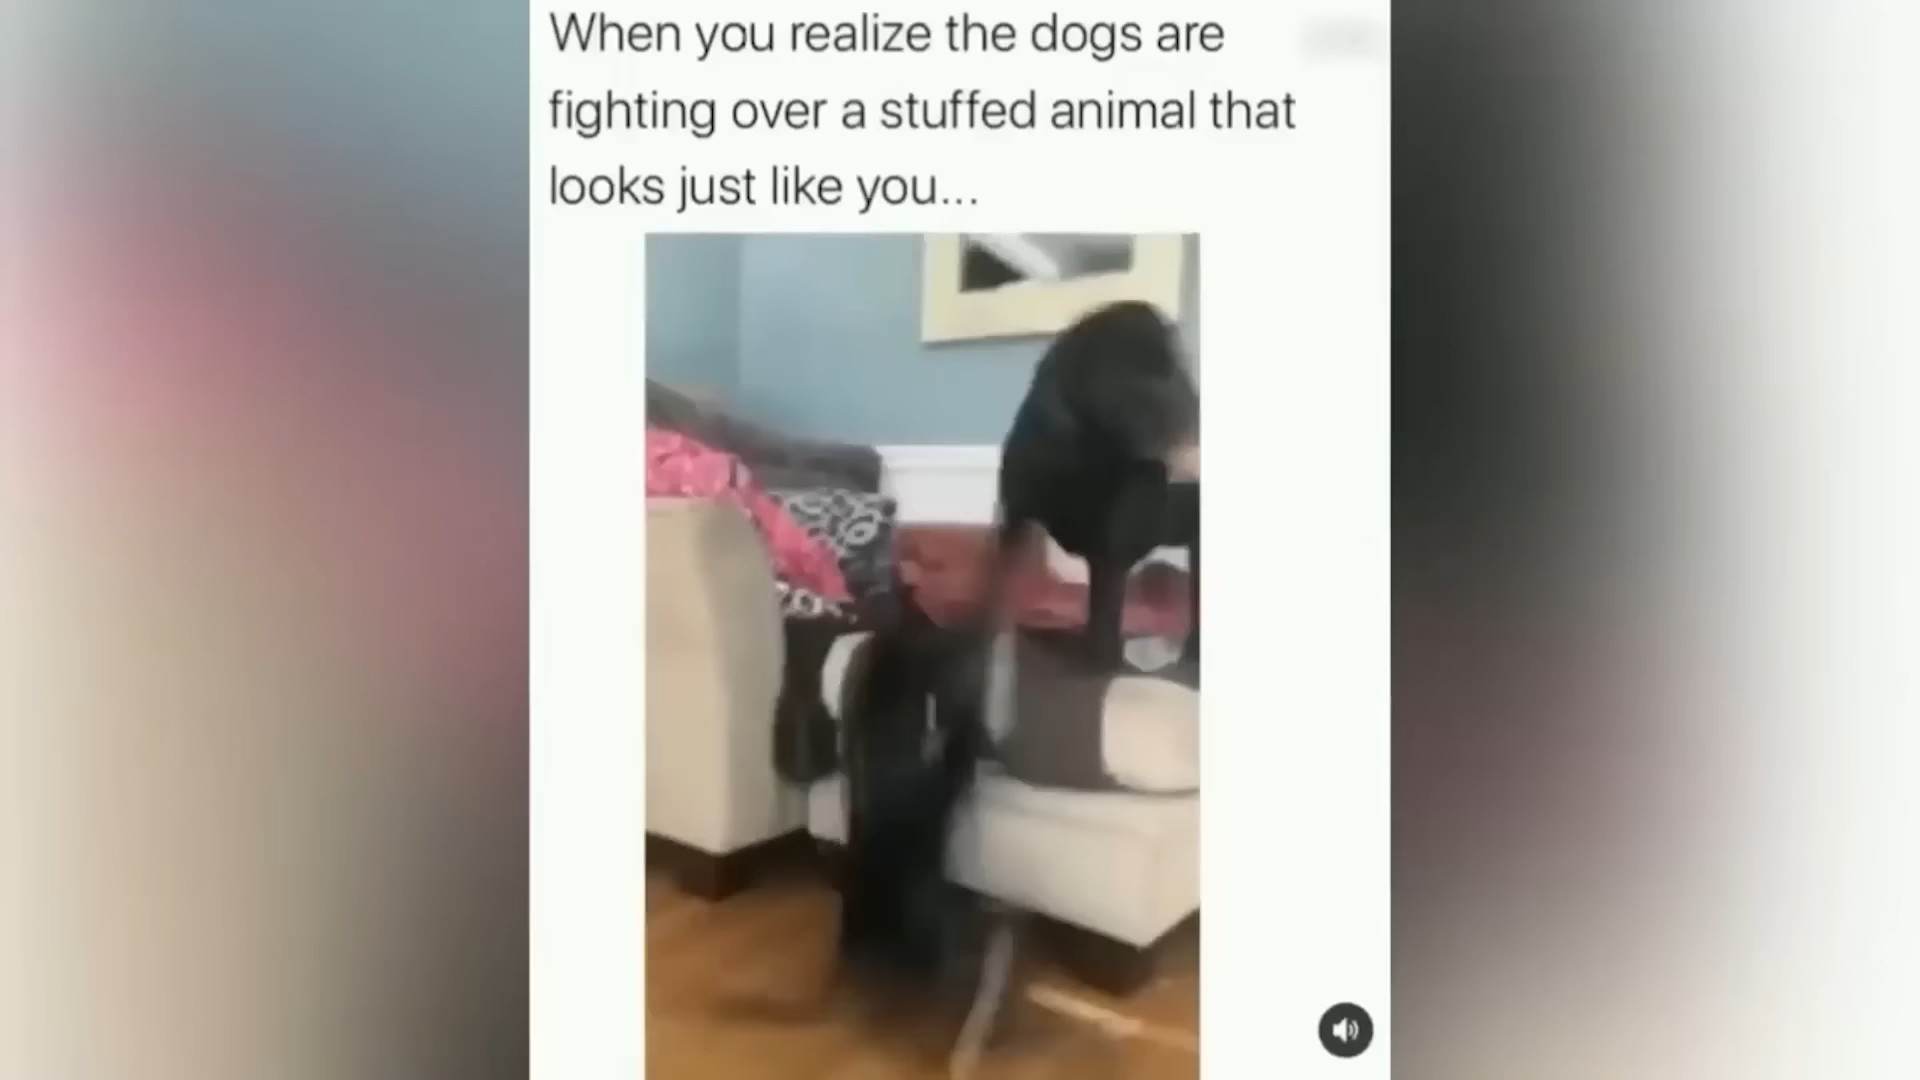 When you realize the dogs are
fighting over a stuffed animal that
looks just like you...